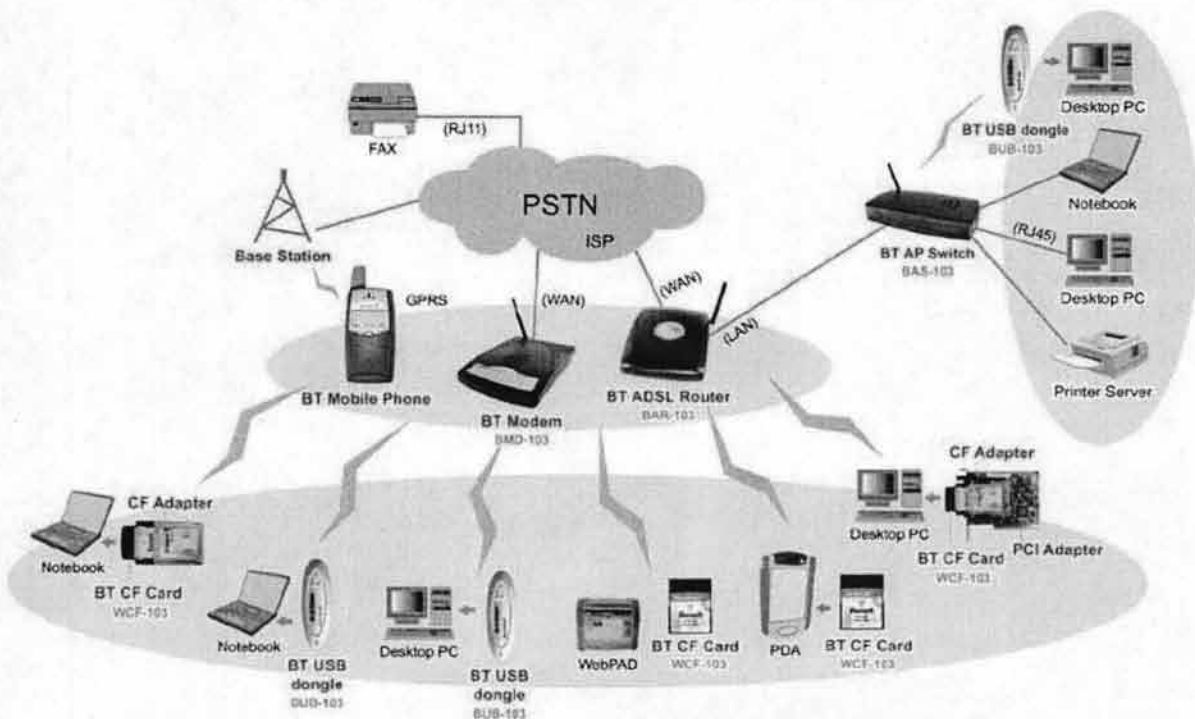 Desktop PC
BT USB dongle
BUB-103
FAX
(RJ11)
PSTN
ISP
Base Station
Notebook
BT AP Switch
BAS-103
(RJ45)
Desktop PC
GPRS
(WAN)
(WAN)
(LAN)
Printer Server
BT Mobile Phone
BT Modem
BMD-103
BT ADSL Router
BAR-103
CF Adapter
Notebook
BT CF Card
WCF-103
Notebook
BT USB
dongle
BUB-103
Desktop PC
BT USB
dongle
BUB-103
WebPAD
BT CF Card
WCF-103
PDA
BT CF Card
WCF-103
CF Adapter
Desktop PC
PCI Adapter
BT CF Card
WCF-103